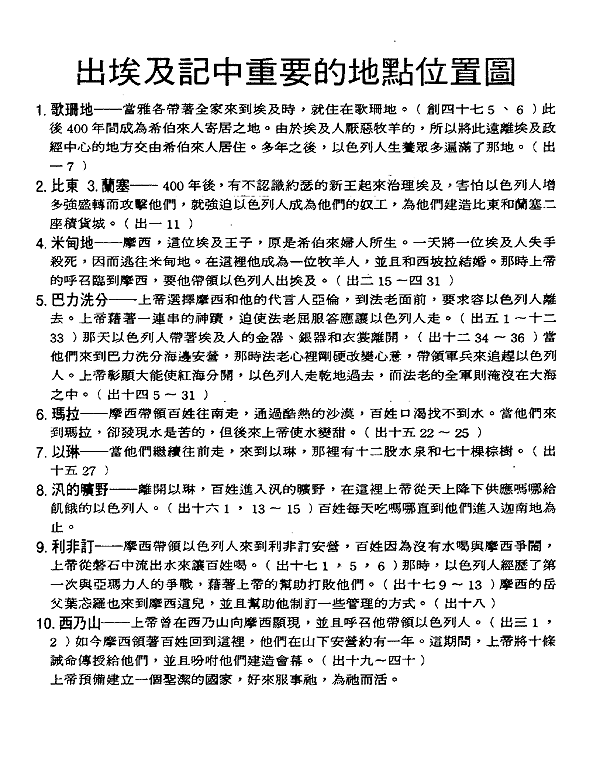 出埃及記中重要的地點位置圖
1. 歌珊地——當雅各帶著全家來到埃及時，就住在歌珊地。（創四十七5、6）此
後400年間成為希伯來人寄居之地。由於埃及人厭惡牧羊的，所以將此遠離埃及政
經中心的地方交由希伯來人居住。多年之後，以色列人生養眾多遍滿了那地。（出
一7）
2. 比東 3. 蘭塞——400年後，有不認識約瑟的新王起來治理埃及，害怕以色列人增
多強盛轉而攻擊他們，就強迫以色列人成為他們的奴工，為他們建造比東和蘭塞二
座積貨城。（出一11）
4. 米甸地——摩西，這位埃及王子，原是希伯來婦人所生。一天將一位埃及人失手
殺死，因而逃往米甸地。在這裡他成為一位牧羊人，並且和西坡拉結婚。那時上帝
的呼召臨到摩西，要他帶領以色列人出埃及。（出二15～四31）
5. 巴力洗分——上帝選擇摩西和他的代言人亞倫，到法老面前，要求容以色列人離
去。上帝藉著一連串的神蹟，迫使法老屈服答應讓以色列人走。（出五1～十二
33）那天以色列人帶著埃及人的金器、銀器和衣裳離開，（出十二34～36）當
他們來到巴力洗分海邊安營，那時法老心裡剛硬改變心意，帶領軍兵來追趕以色列
人。上帝彰顯大能使紅海分開，以色列人走乾地過去，而法老的全軍則淹沒在大海
之中。（出十四5～31）
6. 瑪拉——摩西帶領百姓往南走，通過酷熱的沙漠，百姓口渴找不到水。當他們來
到瑪拉，卻發現水是苦的，但後來上帝使水變甜。（出十五22～25）
7. 以琳——當他們繼續往前走，來到以琳，那裡有十二股水泉和七十棵棕樹。（出
十五27）
8. 汛的曠野——離開以琳，百姓進入汛的曠野，在這裡上帝從天上降下供應嗎哪給
飢餓的以色列人。（出十六1，13～15）百姓每天吃嗎哪直到他們進入迦南地為
止。
9. 利非訂——摩西帶領以色列人來到利非訂安營，百姓因為沒有水喝與摩西爭鬧，
上帝從磐石中流出水來讓百姓喝。（出十七1，5，6）那時，以色列人經歷了第
一次與亞瑪力人的爭戰，藉著上帝的幫助打敗他們。（出十七9～13）摩西的岳
父葉忒羅也來到摩西這兒，並且幫助他制訂一些管理的方式。（出十八）
10. 西乃山——上帝曾在西乃山向摩西顯現，並且呼召他帶領以色列人。（出三1，
2）如今摩西領著百姓回到這裡，他們在山下安營約有一年。這期間，上帝將十條
誡命傳授給他們，並且吩咐他們建造會幕。（出十九～四十）
上帝預備建立一個聖潔的國家，好來服事祂，為祂而活。